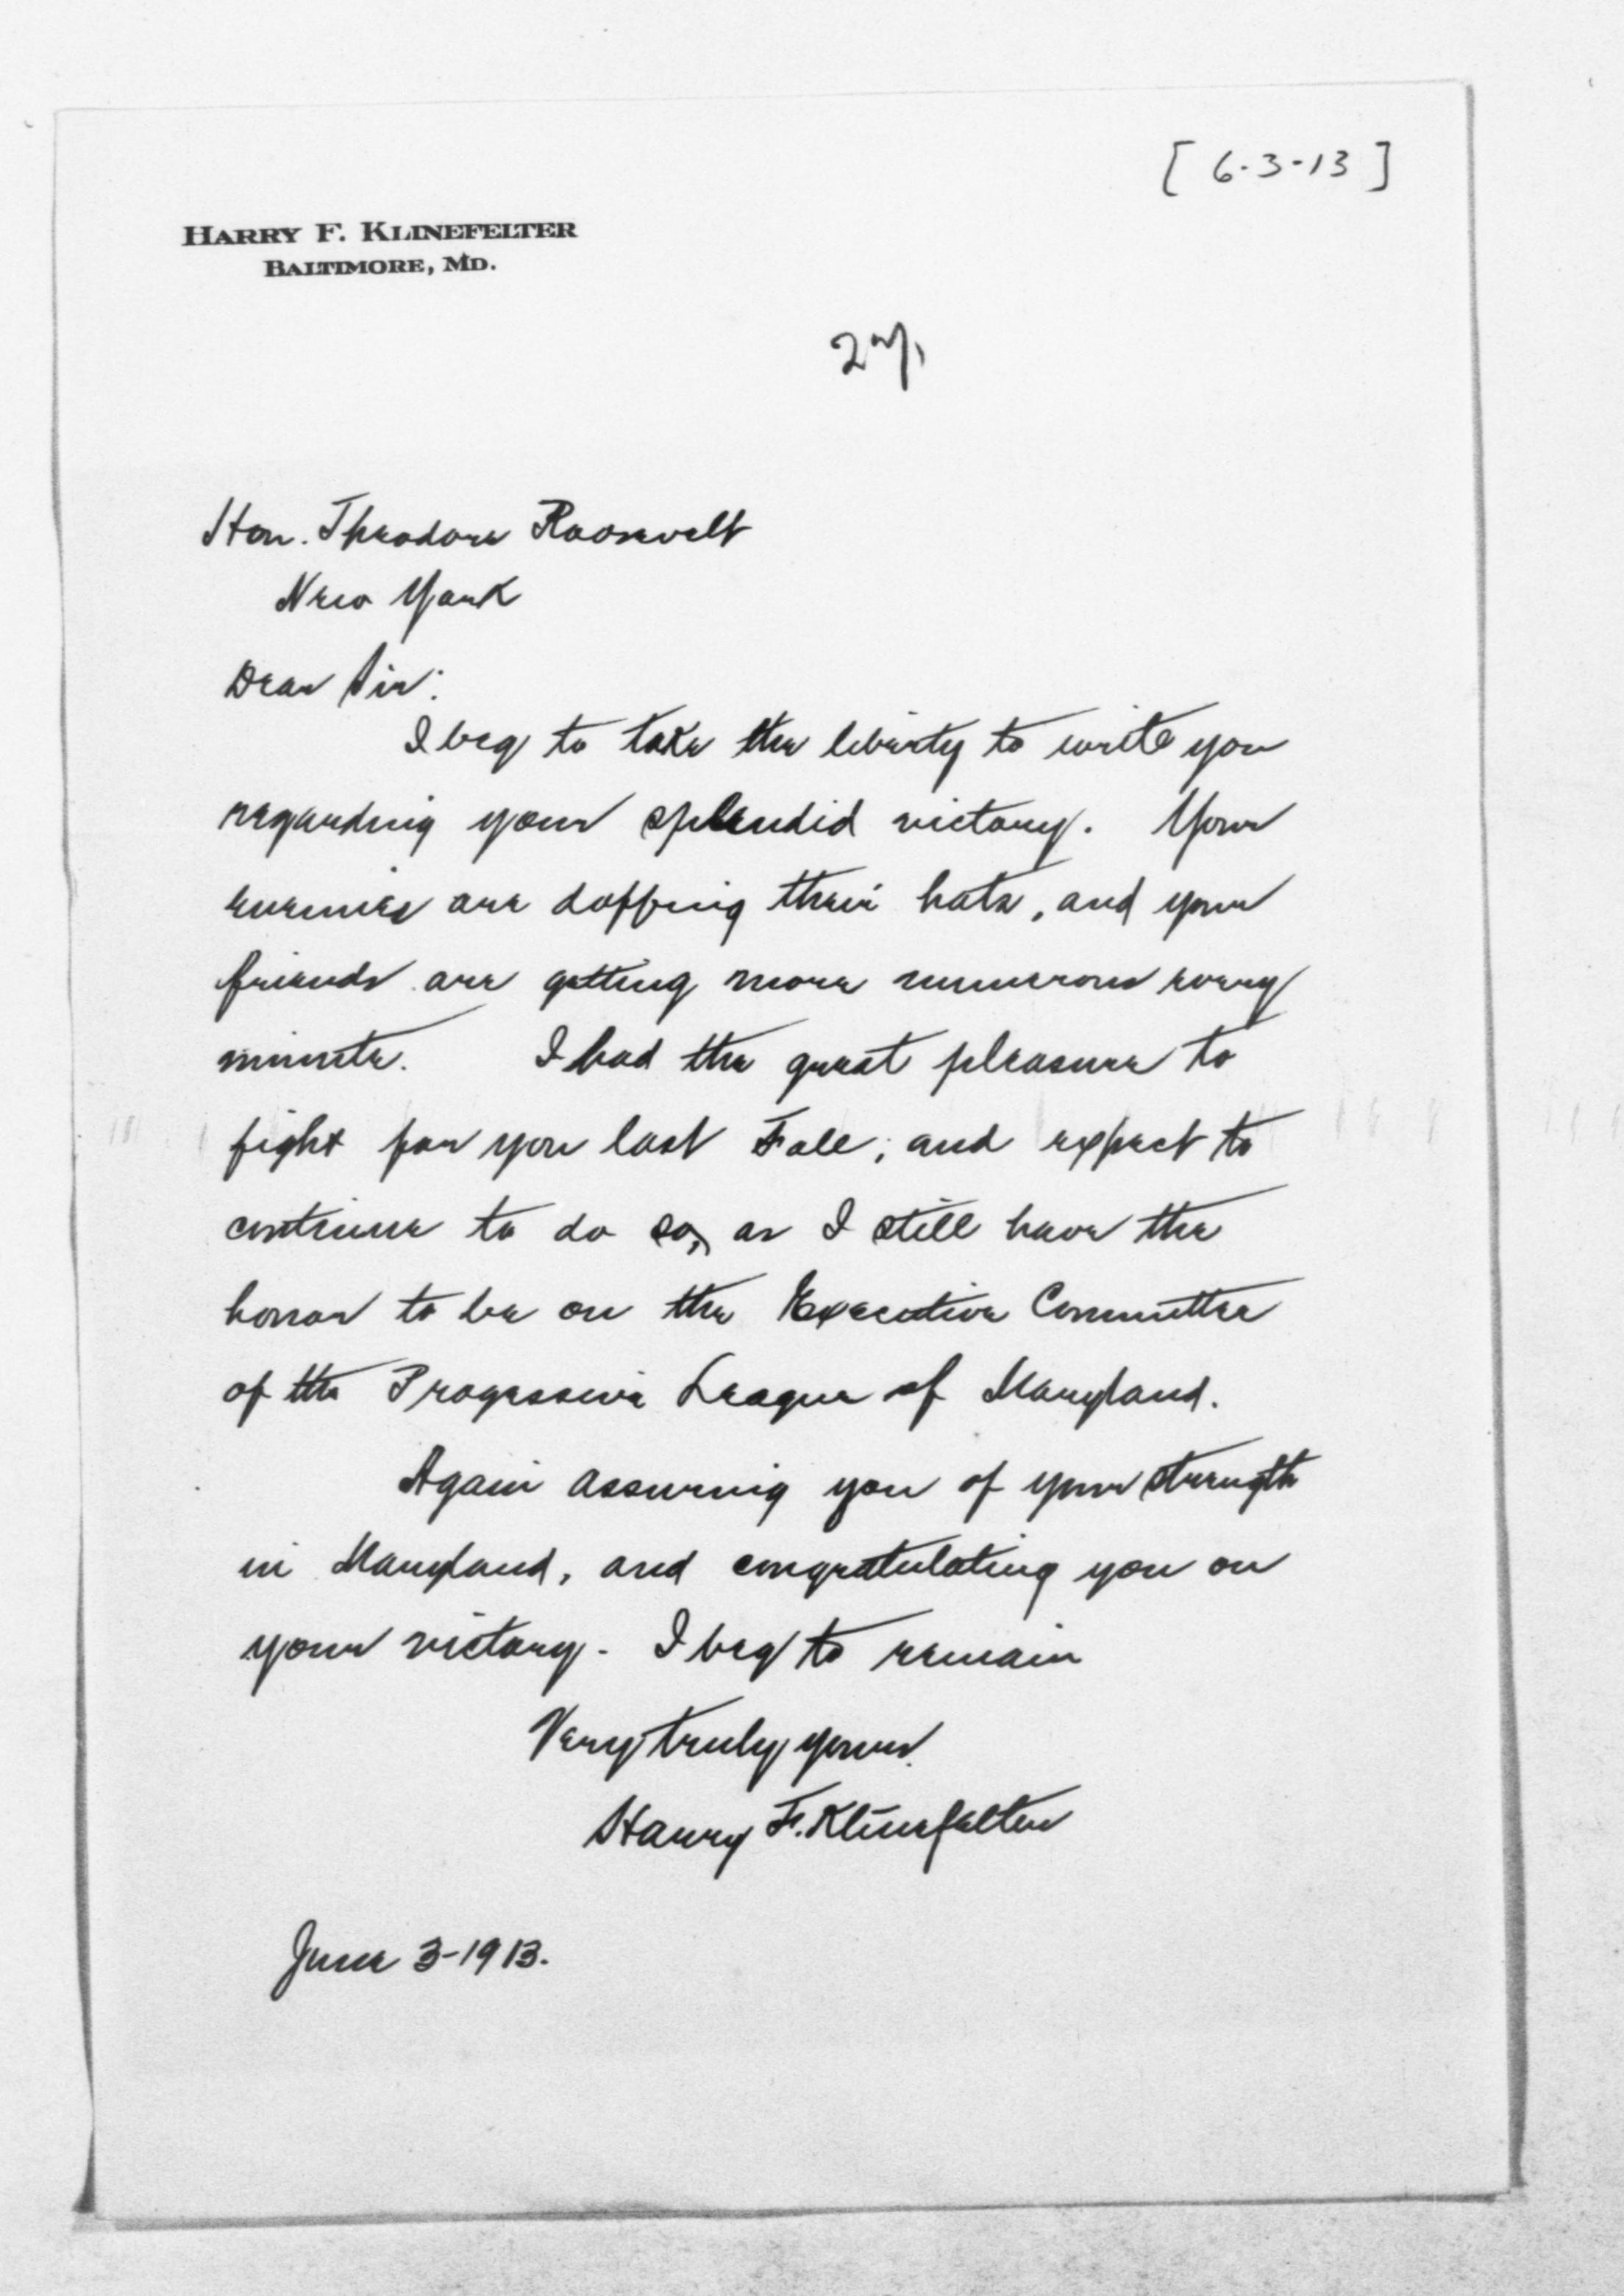 [ 6-3-13 ]
HARRY F. KLINEFELTER
BALTIMORE, MD.
Hon. Theodore Roosevelt
New York
Dear Sir:
I beg to take the liberty to write you
regarding your splendid victory. Your
enemies are doffing their hats, and your
friends are getting more numerous every
minute. I had the great pleasure to
fight for you last Fall, and expect to
continue to do so, as I still have the
honor to be on the Executive Committee
of the Progessive League of Maryland.
Again assuring you of your strength
in Maryland, and congratulating you on
your victory - I beg to remain
Very truly yours.
Harry F. Klinefelter
June 3-1913.